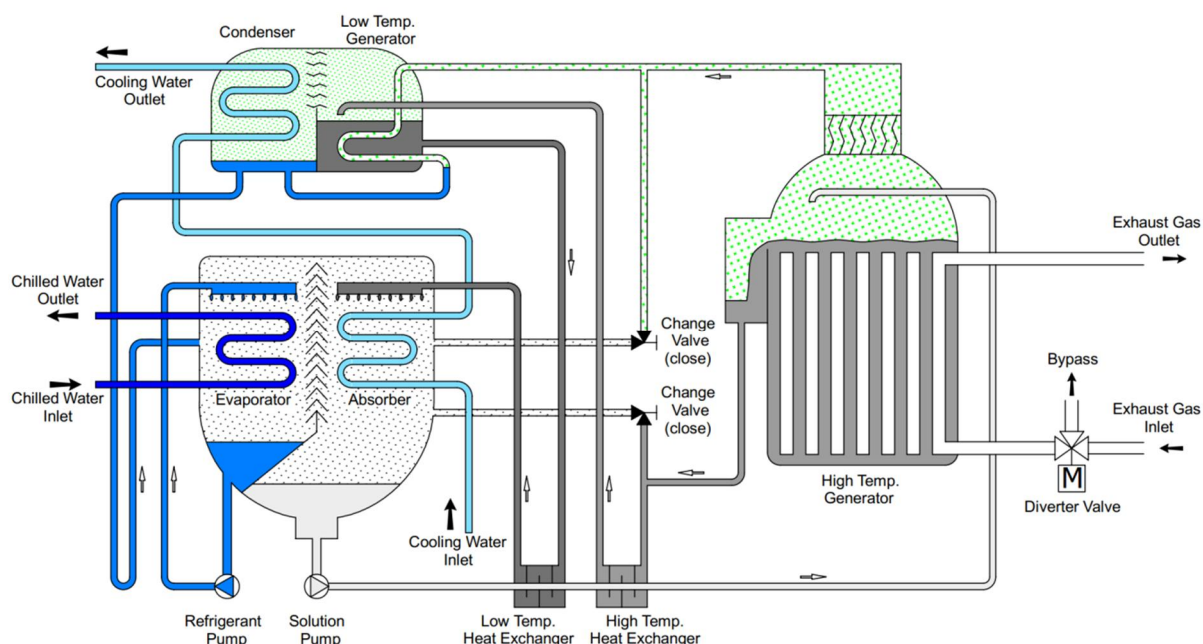 Condenser
Low Temp.
Generator
Cooling Water
Outlet
Exhaust Gas
Outlet
Chilled Water
Outlet
Change
Valve
(close)
Bypass
Chilled Water
Inlet
Evaporator
Absorber
Change
Valve
(close)
Exhaust Gas
Inlet
High Temp.
Generator
M
Diverter Valve
Cooling Water
Inlet
Refrigerant
Pump
Solution
Pump
Low Temp.
Heat Exchanger
High Temp.
Heat Exchanger